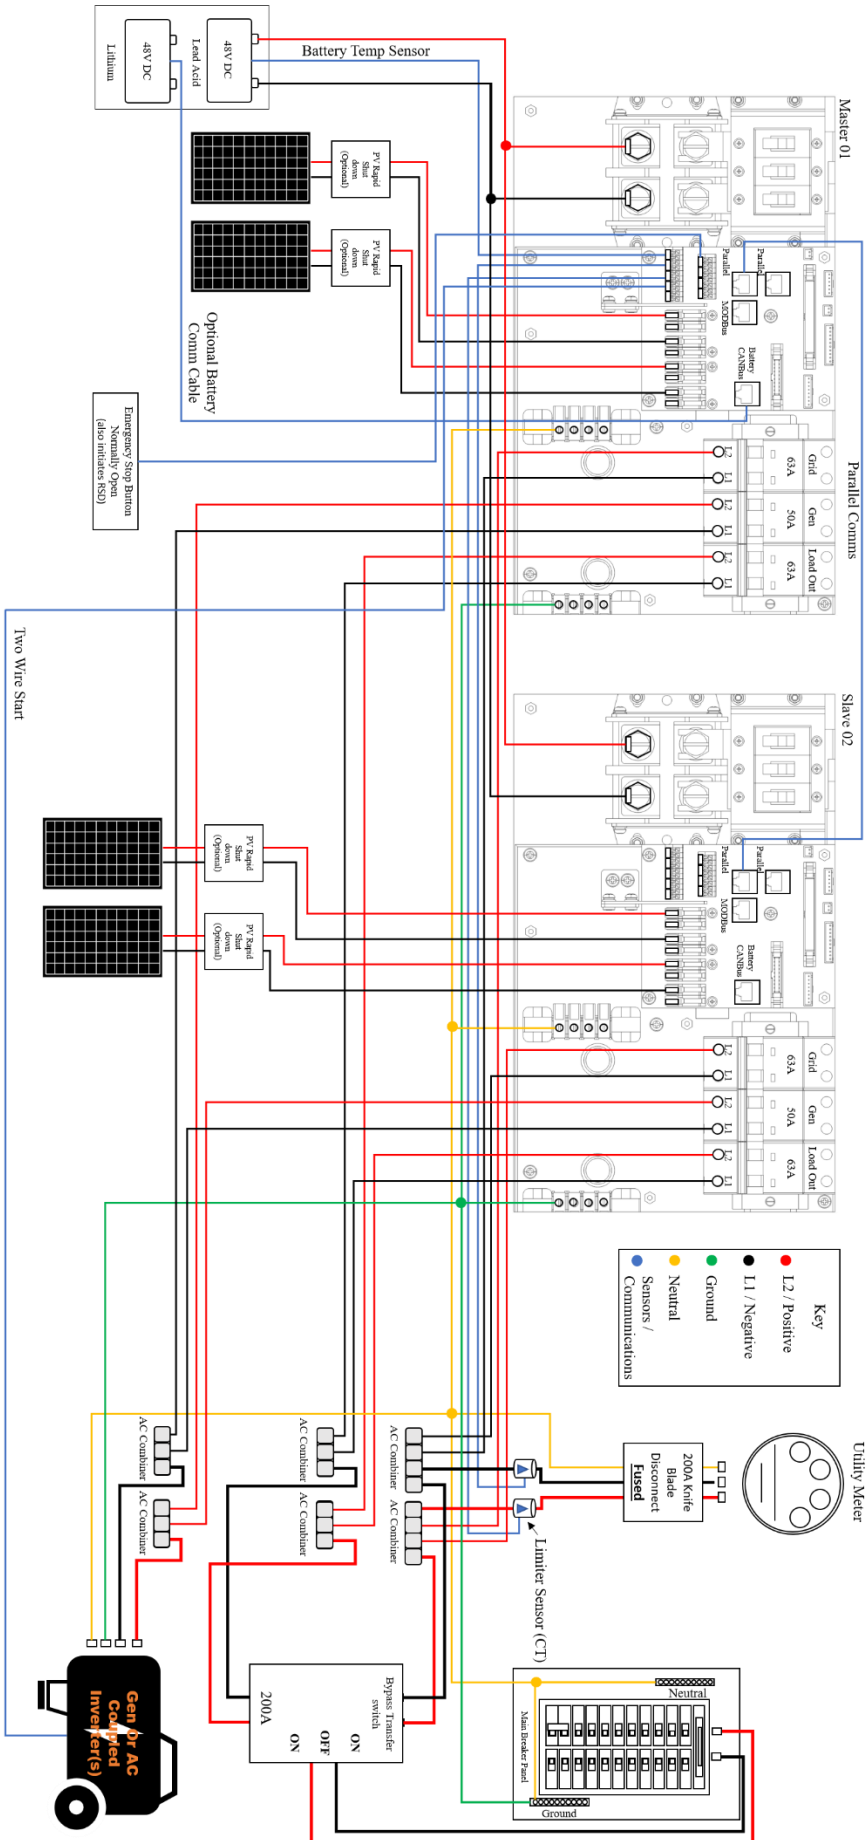 Battery Temp Sensor
48V DC
Lead Acid
48V DC
Lithium
PV Rapid
Shut
down
(Optional)
PV Rapid
Shut
down
(Optional)
Optional Battery
Comm Cable
Emergency Stop Button
Normally Open
(also initiates RSD)
Two Wire Start
Master 01
Parallel
Parallel
MODBus
Battery
CANBus
Parallel Comms
Grid
63A
L2
L1
Gen
50A
L2
L1
Load Out
63A
L2
L1
Slave 02
Parallel
Parallel
MODBus
Battery
CANBus
Grid
63A
L2
L1
Gen
50A
L2
L1
Load Out
63A
L2
L1
PV Rapid
Shut
down
(Optional)
PV Rapid
Shut
down
(Optional)
Key
L2 / Positive
L1 / Negative
Ground
Neutral
Sensors /
Communications
Utility Meter
200A Knife
Blade
Disconnect
Fused
Limiter Sensor (CT)
AC Combiner
AC Combiner
AC Combiner
AC Combiner
AC Combiner
AC Combiner
Bypass Transfer
switch
200A
ON
OFF
ON
Neutral
Main Breaker Panel
Ground
Gen Or AC
Coupled
Inverter(s)